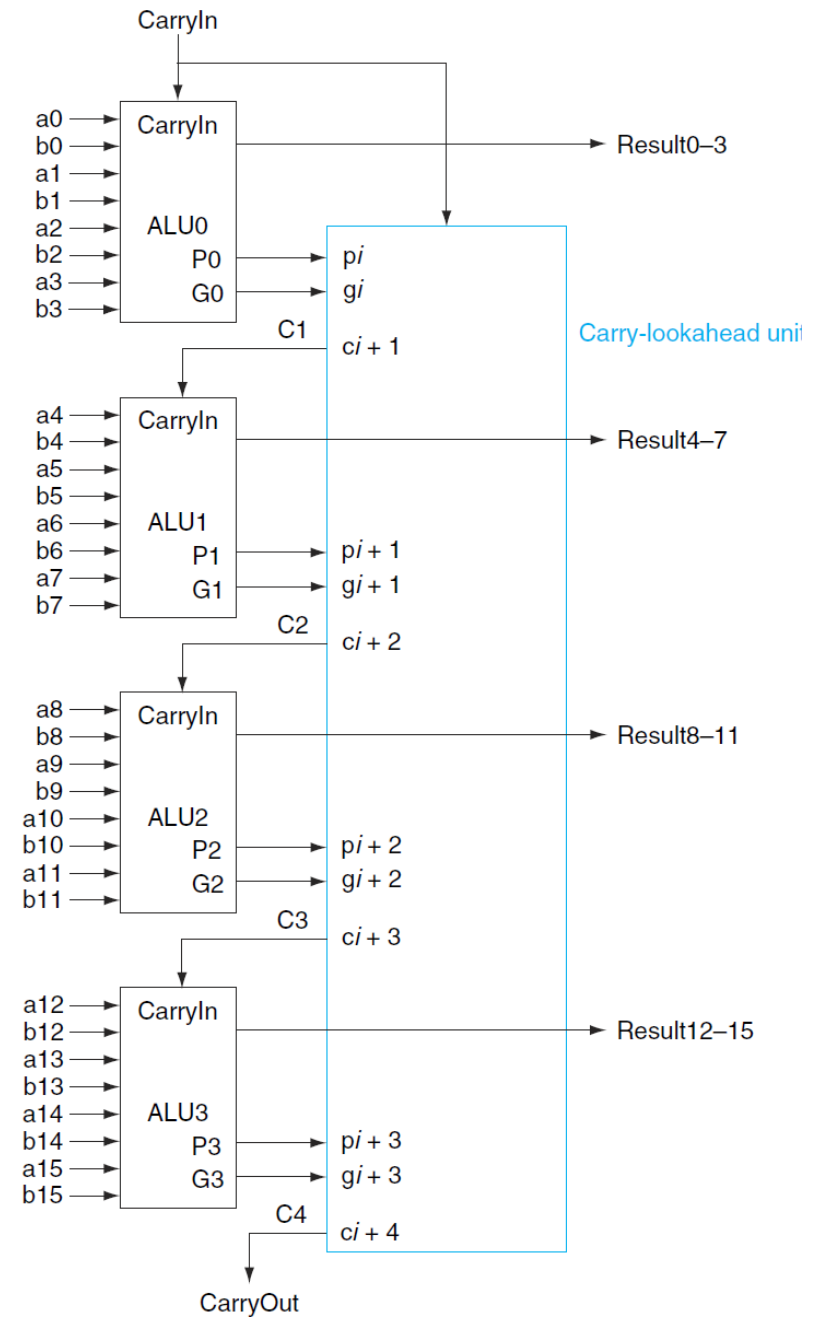 CarryIn
a0
b0
a1
b1
a2
b2
a3
b3
CarryIn
ALU0
P0
G0
pi
gi
Result0–3
C1
ci + 1
Carry-lookahead unit
a4
b4
a5
b5
a6
b6
a7
b7
CarryIn
ALU1
P1
G1
pi + 1
gi + 1
Result4–7
C2
ci + 2
a8
b8
a9
b9
a10
b10
a11
b11
CarryIn
ALU2
P2
G2
pi + 2
gi + 2
Result8–11
C3
ci + 3
a12
b12
a13
b13
a14
b14
a15
b15
CarryIn
ALU3
P3
G3
pi + 3
gi + 3
Result12–15
C4
ci + 4
CarryOut